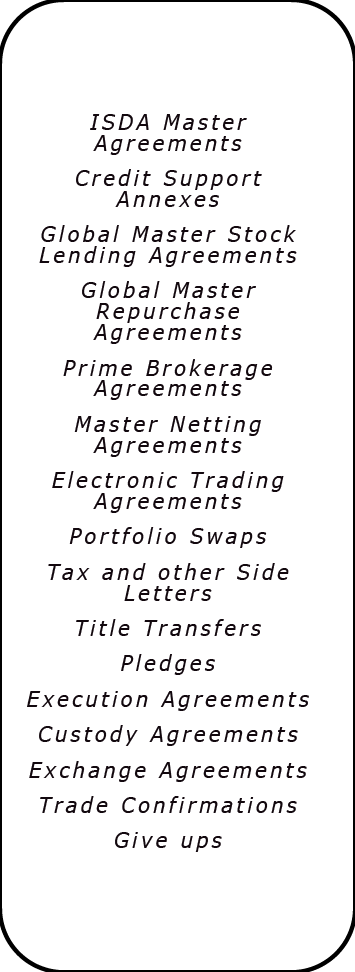 ISDA Master
Agreements
Credit Support
Annexes
Global Master Stock
Lending Agreements
Global Master
Repurchase
Agreements
Prime Brokerage
Agreements
Master Netting
Agreements
Electronic Trading
Agreements
Portfolio Swaps
Tax and other Side
Letters
Title Transfers
Pledges
Execution Agreements
Custody Agreements
Exchange Agreements
Trade Confirmations
Give ups